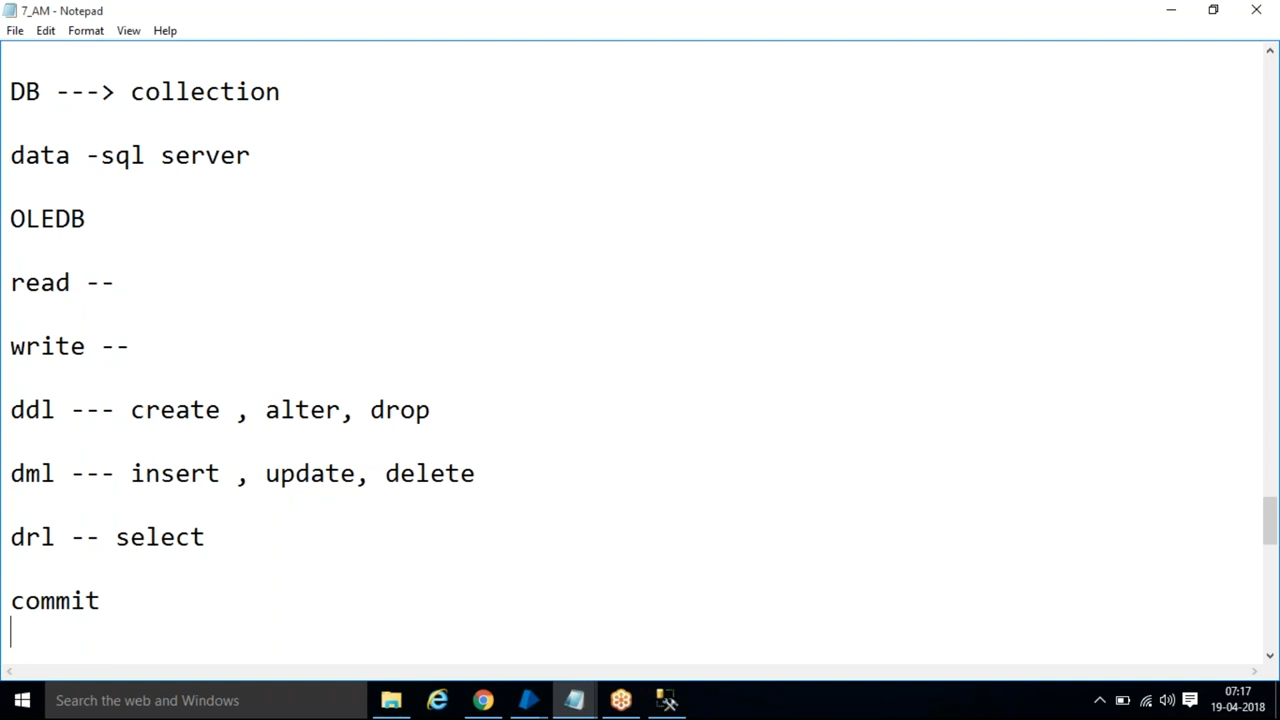 7_AM - Notepad
File Edit Format View Help
DB ---> collection
data -sql server
OLEDB
read --
write --
ddl --- create , alter, drop
dml --- insert , update, delete
drl -- select
commit
Search the web and Windows
07:17
19-04-2018